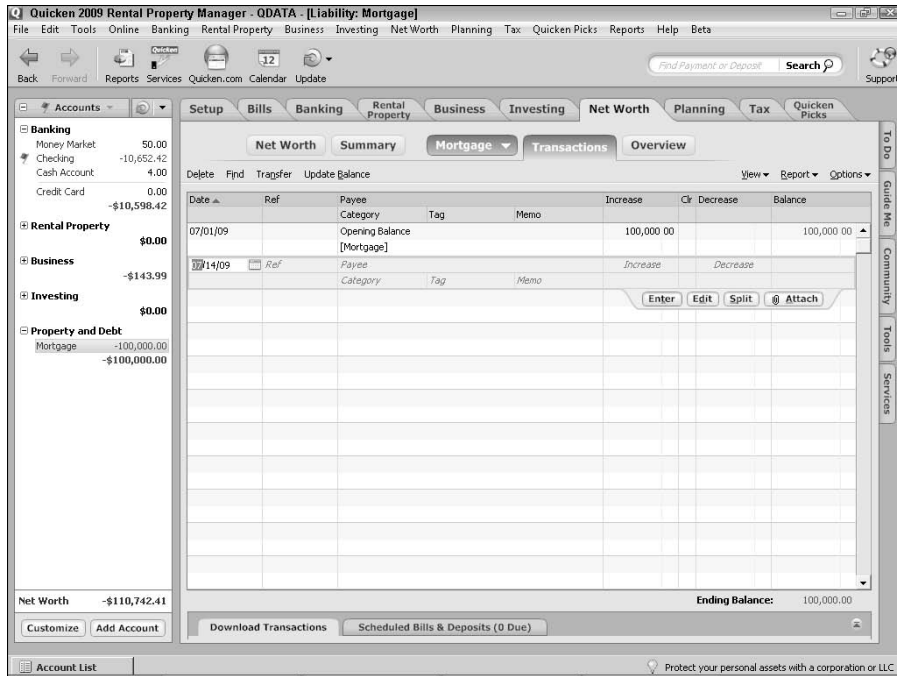 Quicken 2009 Rental Property Manager - QDATA - [Liability: Mortgage]
File Edit Tools Online Banking Rental Property Business Investing Net Worth Planning Tax Quicken Picks Reports Help Beta
Quicken
12
Find Payment or Deposit Search
Back Forward Reports Services Quicken.com Calendar Update Support
Accounts
Setup Bills Banking Rental Property Business Investing Net Worth Planning Tax Quicken Picks
Banking
Money Market 50.00
Checking -10,652.42
Cash Account 4.00
Credit Card 0.00
-$10,598.42
Rental Property
$0.00
Business
-$143.99
Investing
$0.00
Property and Debt
Mortgage -100,000.00
-$100,000.00
Net Worth -$110,742.41
Customize Add Account
Net Worth Summary Mortgage Transactions Overview
Delete Find Transfer Update Balance View Report Options
Date Ref Payee Increase Clr Decrease Balance
Category Tag Memo
07/01/09 Opening Balance 100,000 00 100,000 00
[Mortgage]
07/14/09 Ref Payee Increase Decrease
Category Tag Memo
Enter Edit Split Attach
Ending Balance: 100,000.00
Download Transactions Scheduled Bills & Deposits (0 Due)
To Do
Guide Me
Community
Tools
Services
Account List Protect your personal assets with a corporation or LLC